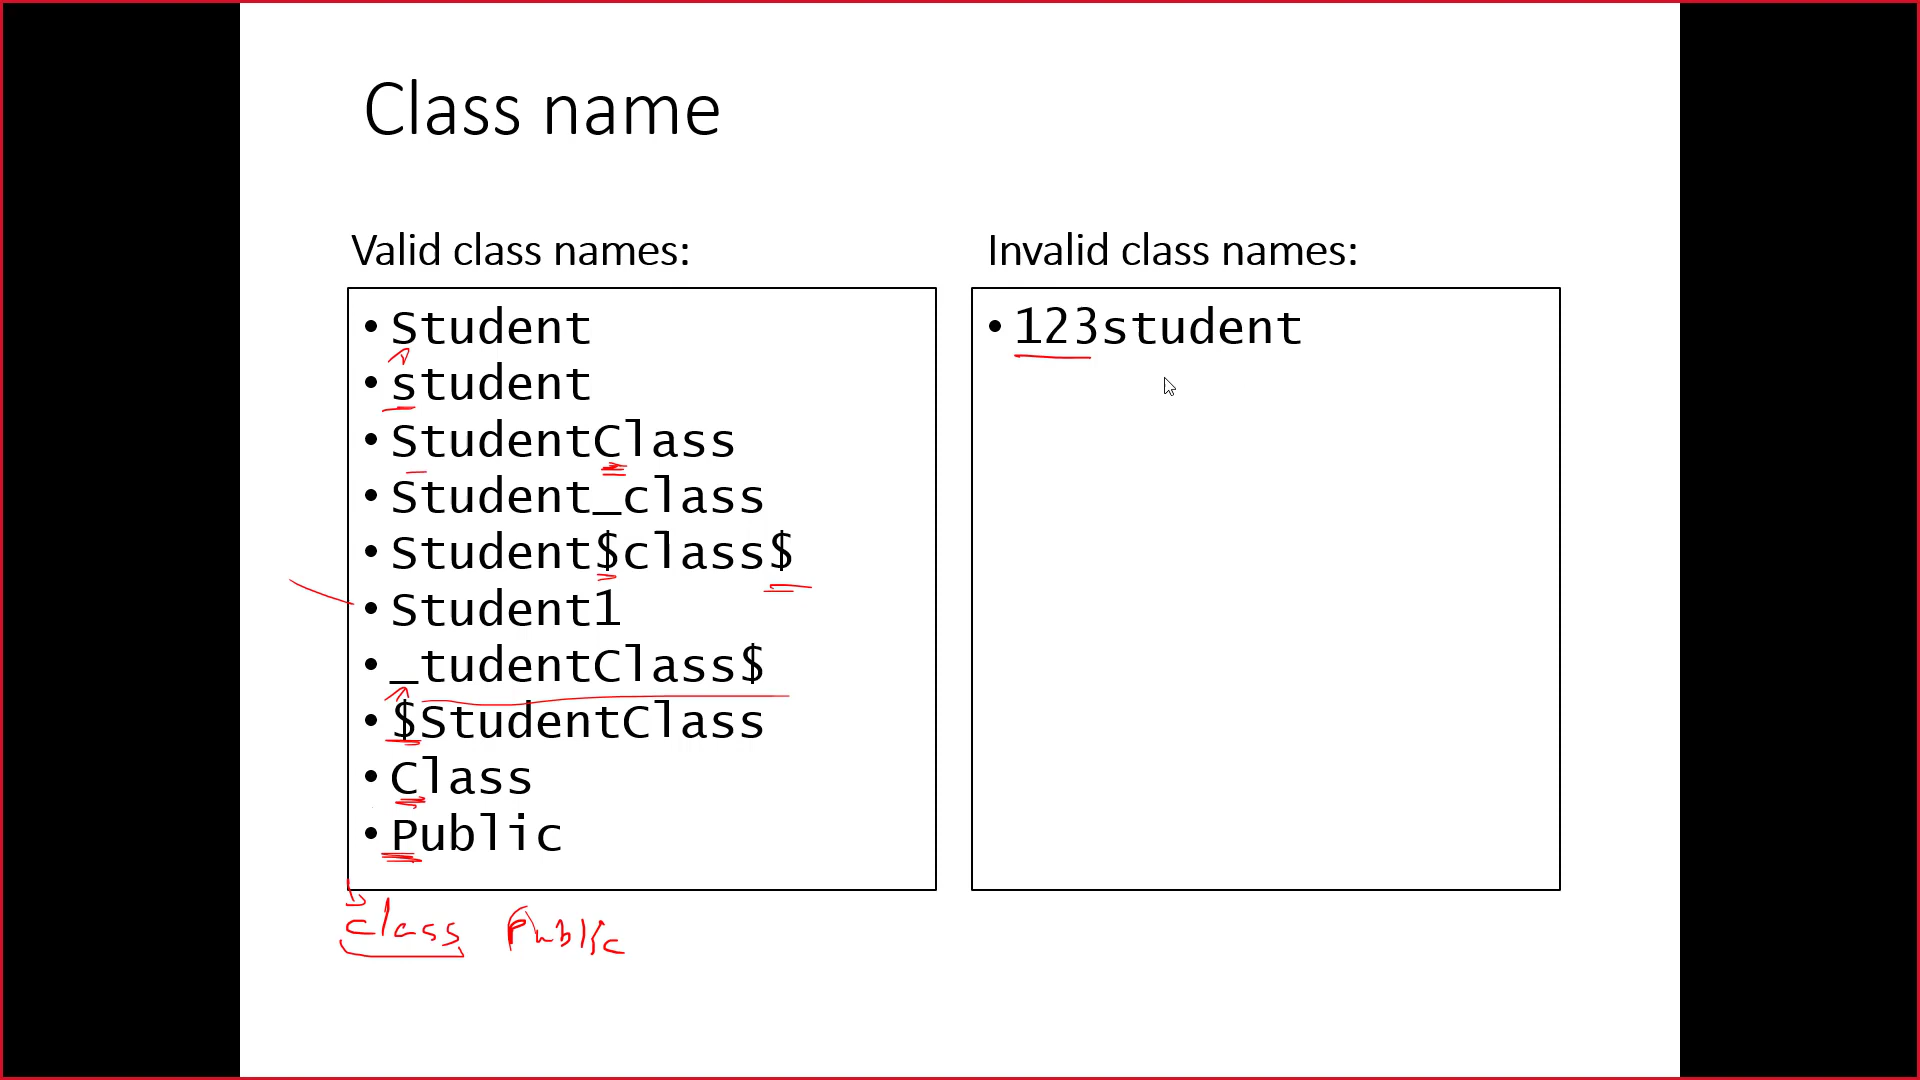 Class name
Valid class names:
• Student
• student
• StudentClass
• Student_class
• Student$class$
• Student1
• _tudentClass$
• $StudentClass
• Class
• Public
class Public
Invalid class names:
• 123student